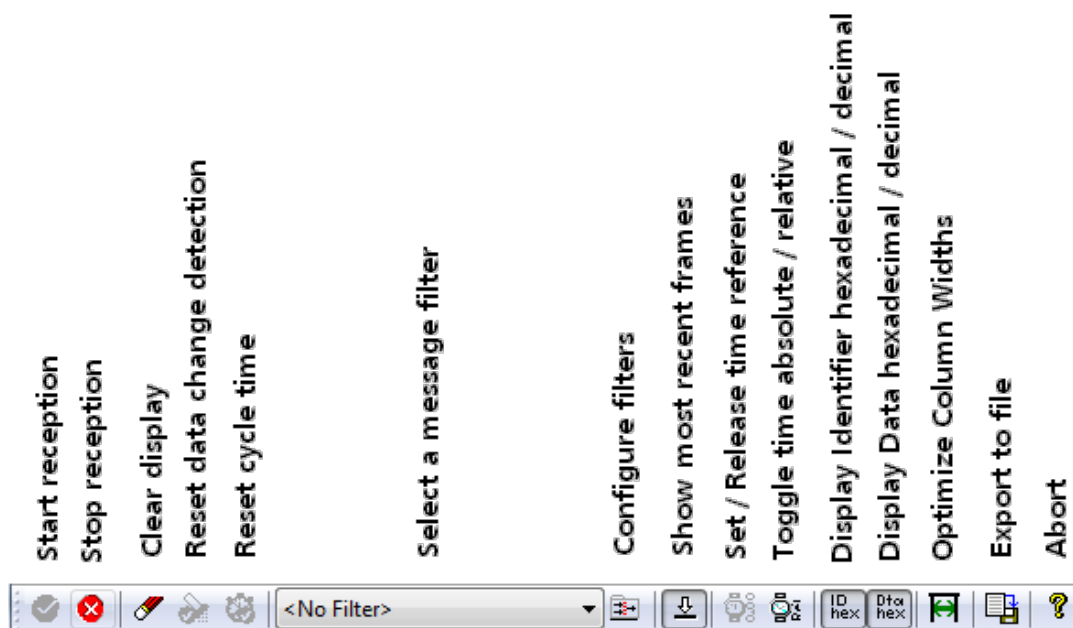 Start reception
Stop reception
Clear display
Reset data change detection
Reset cycle time
Select a message filter
Configure filters
Show most recent frames
Set / Release time reference
Toggle time absolute / relative
Display Identifier hexadecimal / decimal
Display Data hexadecimal / decimal
Optimize Column Widths
Export to file
Abort
<No Filter>
ID
hex
Dta
hex